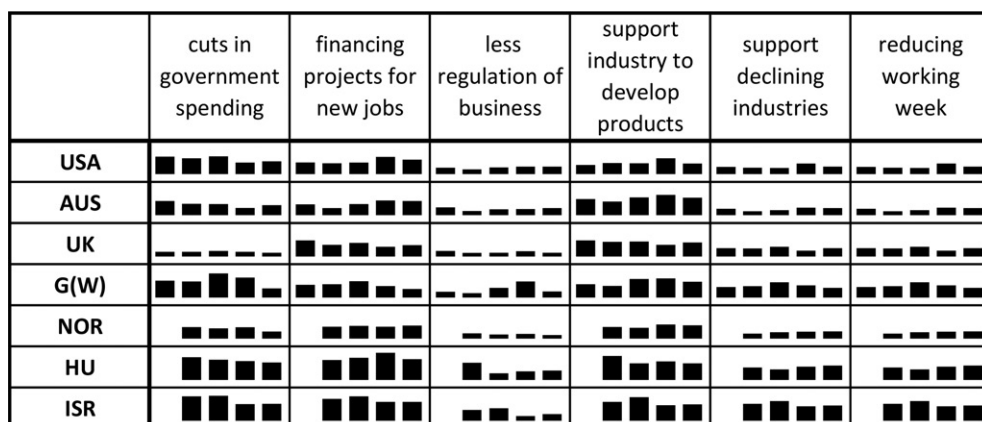 cuts in
government
spending
financing
projects for
new jobs
less
regulation of
business
support
industry to
develop
products
support
declining
industries
reducing
working
week
USA
AUS
UK
G(W)
NOR
HU
ISR